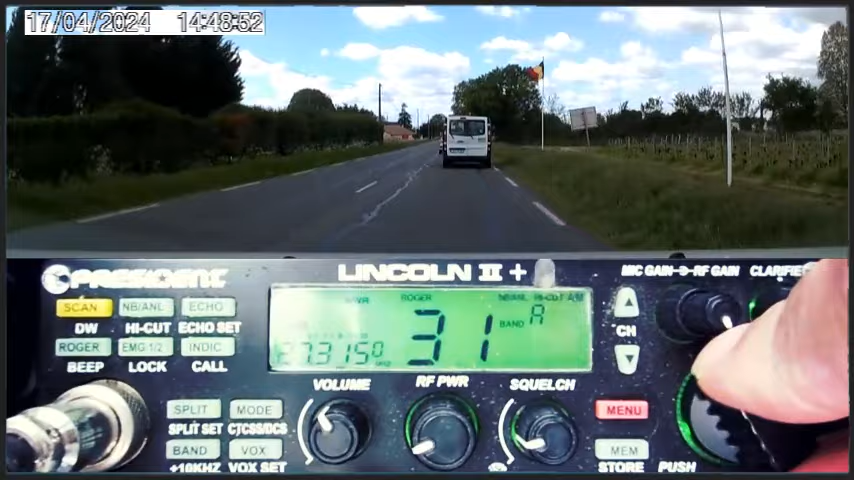 17/04/2024 14:48:52
PRESIDENT
LINCOLN II +
MIC GAIN RF GAIN CLARIFIE
SCAN NB/ANL ECHO
DW HI-CUT ECHO SET
ROGER EMG 1/2 INDIC
BEEP LOCK CALL
ROGER NB/ANL HI-CUT AM
31 BAND A
27.3150
CH
VOLUME RF PWR SQUELCH
SPLIT MODE
SPLIT SET CTCSS/DCS
BAND VOX
+10KHZ VOX SET
MENU
MEM
STORE PUSH